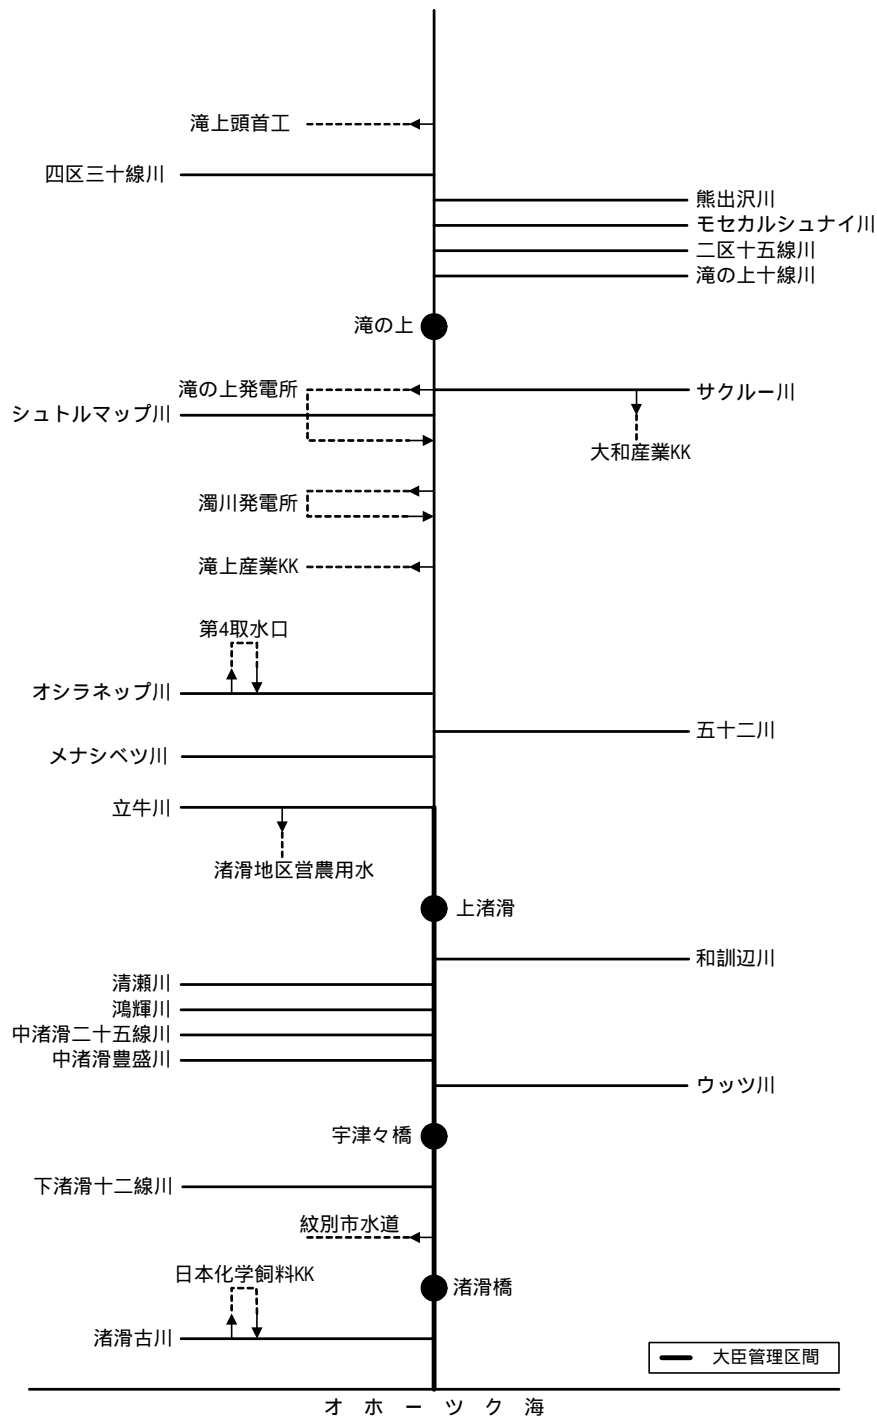 滝上頭首工
四区三十線川
熊出沢川
モセカルシュナイ川
二区十五線川
滝の上十線川
滝の上
滝の上発電所
サクルー川
シュトルマップ川
大和産業KK
濁川発電所
滝上産業KK
第4取水口
オシラネップ川
五十二川
メナシベツ川
立牛川
渚滑地区営農用水
上渚滑
和訓辺川
清瀬川
鴻輝川
中渚滑二十五線川
中渚滑豊盛川
ウッツ川
宇津々橋
下渚滑十二線川
紋別市水道
日本化学飼料KK
渚滑橋
渚滑古川
大臣管理区間
オホーツク海